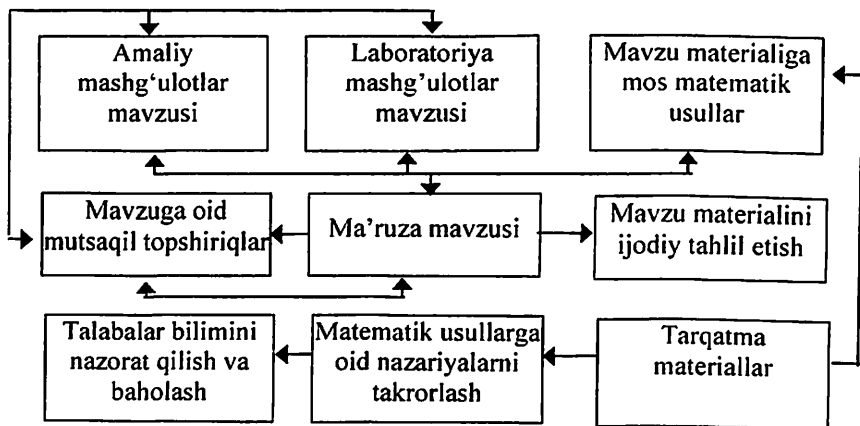 Amaliy
mashg‘ulotlar
mavzusi
Laboratoriya
mashg’ulotlar
mavzusi
Mavzu materialiga
mos matematik
usullar
Mavzuga oid
mutsaqil topshiriqlar
Ma’ruza mavzusi
Mavzu materialini
ijodiy tahlil etish
Talabalar bilimini
nazorat qilish va
baholash
Matematik usullarga
oid nazariyalarni
takrorlash
Tarqatma
materiallar